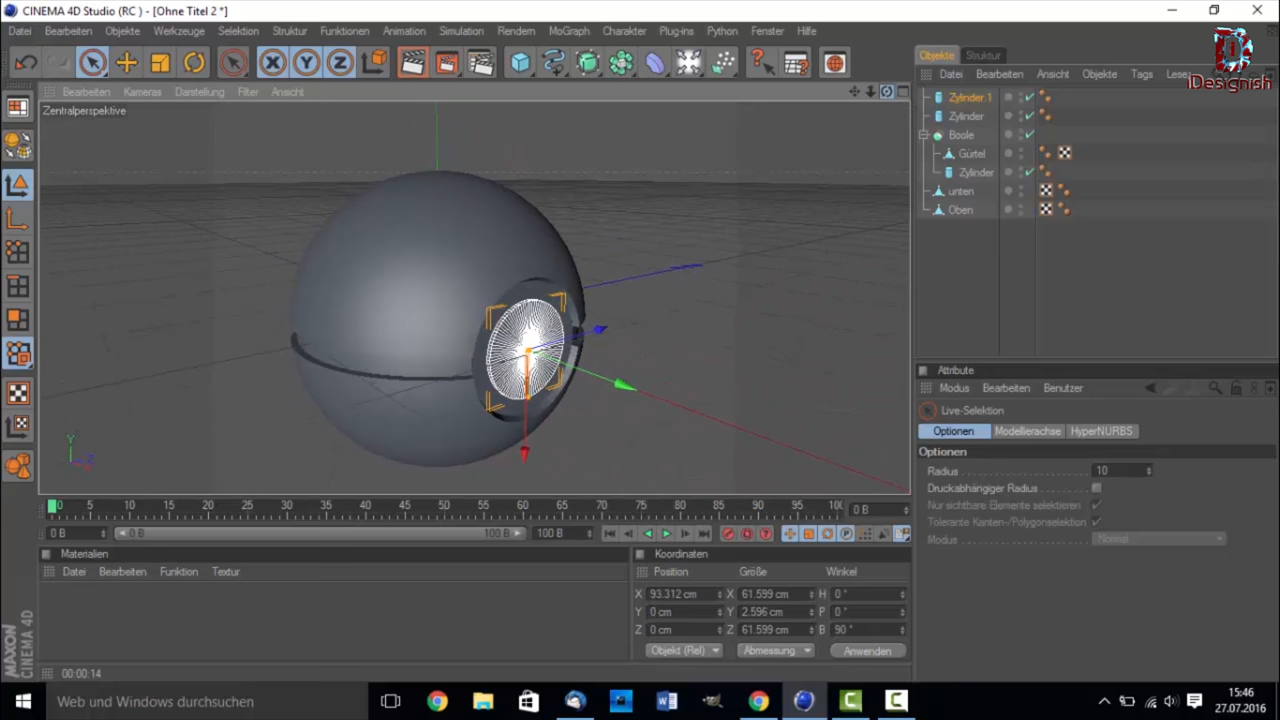 CINEMA 4D Studio (RC ) - [Ohne Titel 2 *]
Datei Bearbeiten Objekte Werkzeuge Selektion Struktur Funktionen Animation Simulation Rendern MoGraph Charakter Plug-ins Python Fenster Hilfe
X Y Z
iDesignish
Objekte Struktur
Datei Bearbeiten Ansicht Objekte Tags Lese
Bearbeiten Kameras Darstellung Filter Ansicht
Zentralperspektive
Zylinder.1
Zylinder
Boole
Gürtel
Zylinder
unten
Oben
Y
Z
Attribute
Modus Bearbeiten Benutzer
Live-Selektion
Optionen Modellierachse HyperNURBS
Optionen
Radius 10
Druckabhängiger Radius
Nur sichtbare Elemente selektieren
Tolerante Kanten-/Polygonselektion
Modus Normal
0 5 10 15 20 25 30 35 40 45 50 55 60 65 70 75 80 85 90 95 100 0 B
0 B 0 B 100 B 100 B
Materialien
Datei Bearbeiten Funktion Textur
Koordinaten
Position Größe Winkel
X 93.312 cm X 61.599 cm H 0 °
Y 0 cm Y 2.596 cm P 0 °
Z 0 cm Z 61.599 cm B 90 °
Objekt (Rel) Abmessung Anwenden
MAXON
CINEMA 4D
00:00:14
Web und Windows durchsuchen
15:46
27.07.2016